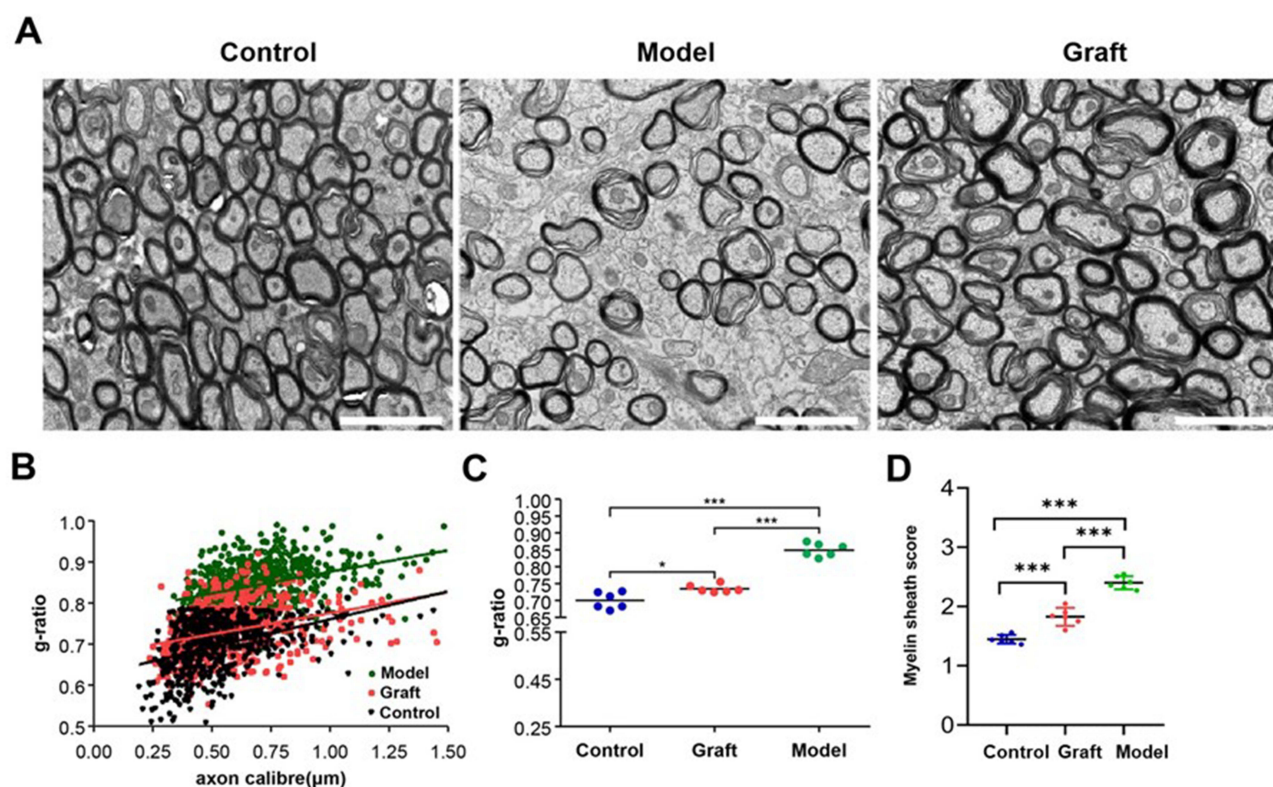 A
Control
Model
Graft
B
1.0
0.9
0.8
0.7
0.6
0.5
g-ratio
0.00 0.25 0.50 0.75 1.00 1.25 1.50
axon calibre(µm)
Model
Graft
Control
C
1.00
0.95
0.90
0.85
0.80
0.75
0.70
0.65
0.55
0.45
0.25
g-ratio
***
***
*
Control Graft Model
D
4
3
2
1
0
Myelin sheath score
***
***
***
Control Graft Model